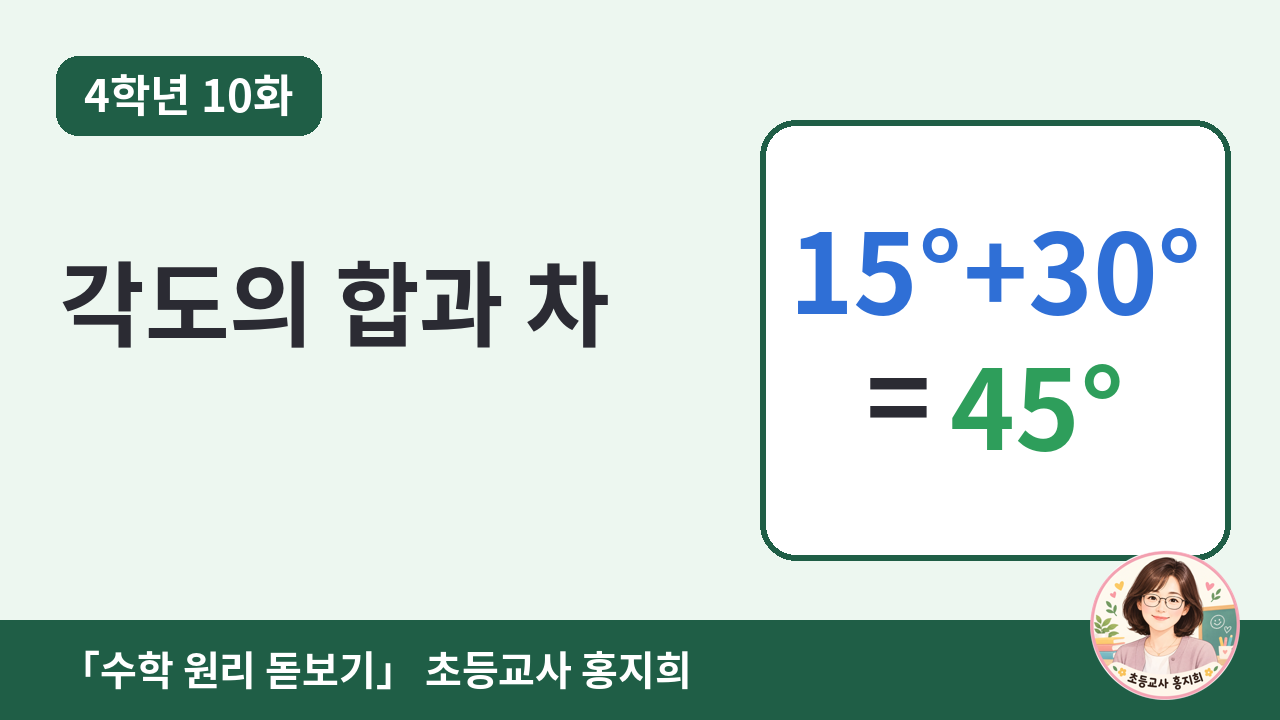 4학년 10화
각도의 합과 차
15°+30°
= 45°
「수학 원리 돋보기」 초등교사 홍지희
초등교사 홍지희